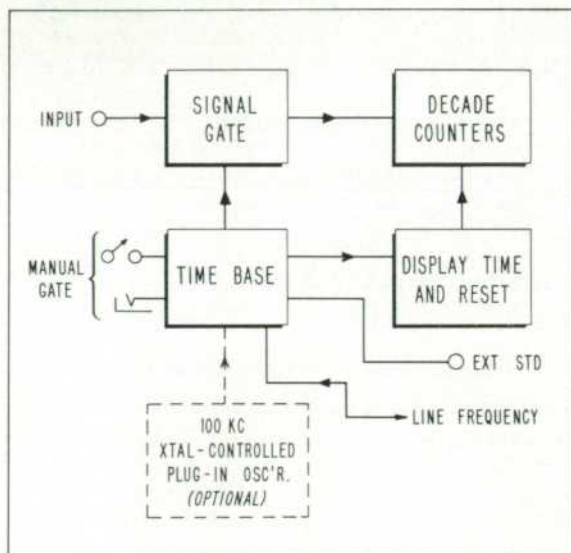 INPUT
SIGNAL
GATE
DECADE
COUNTERS
MANUAL
GATE
TIME BASE
DISPLAY TIME
AND RESET
EXT STD
LINE FREQUENCY
100 KC
XTAL-CONTROLLED
PLUG-IN OSC'R.
(OPTIONAL)